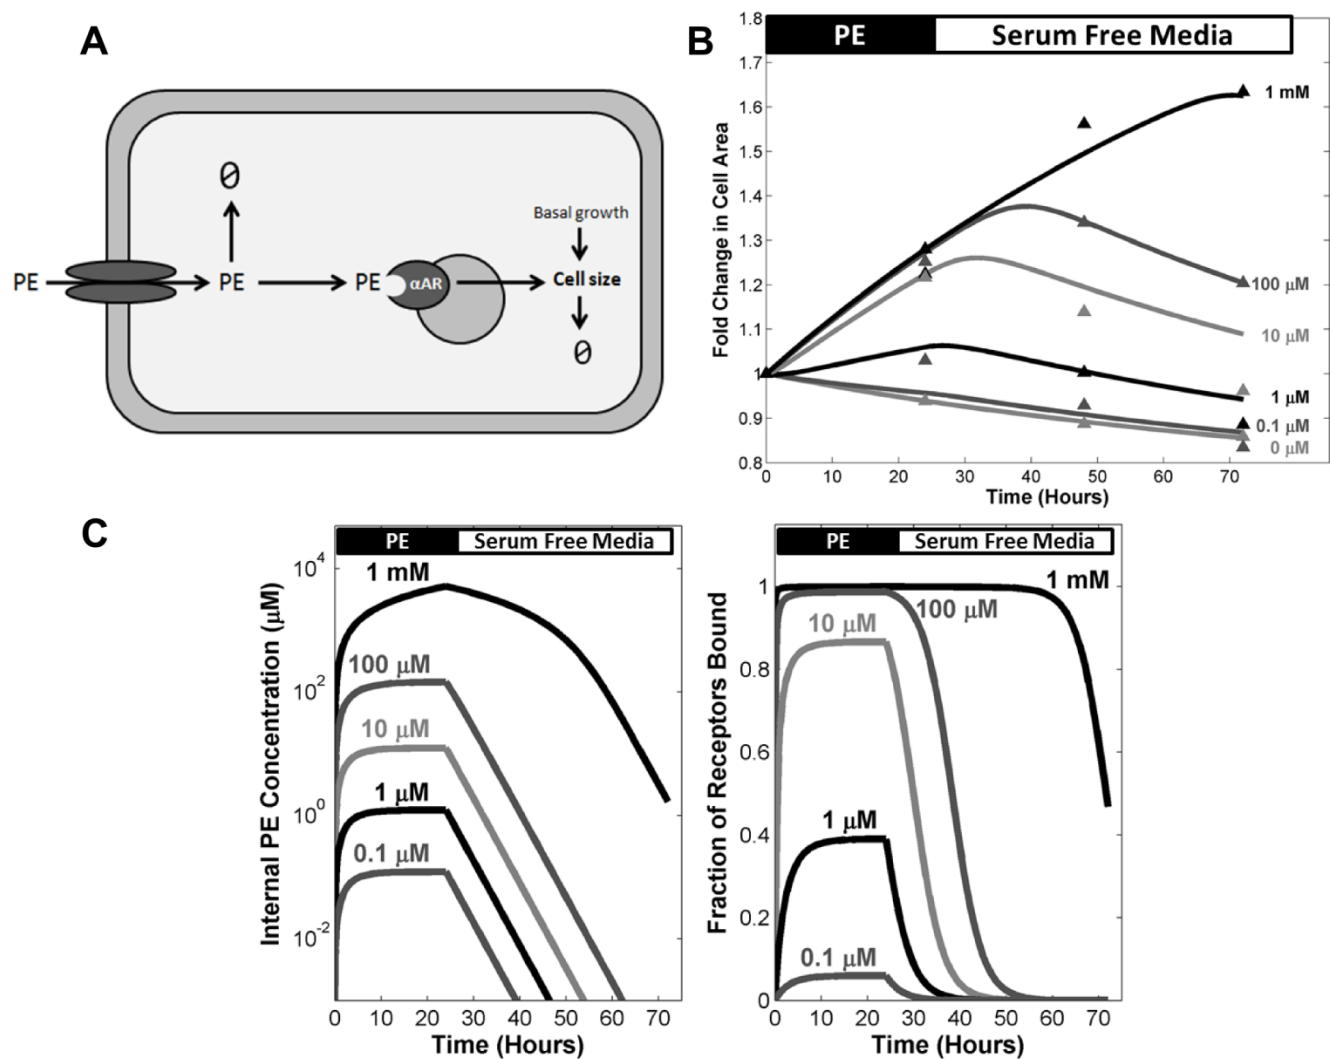 A
PE
PE
0
PE
αAR
Basal growth
Cell size
0
B
PE
Serum Free Media
Fold Change in Cell Area
1.8
1.7
1.6
1.5
1.4
1.3
1.2
1.1
1
0.9
0.8
1 mM
100 μM
10 μM
1 μM
0.1 μM
0 μM
0 10 20 30 40 50 60 70
Time (Hours)
C
PE
Serum Free Media
Internal PE Concentration (μM)
10⁴
10²
10⁰
10⁻²
1 mM
100 μM
10 μM
1 μM
0.1 μM
0 10 20 30 40 50 60 70
Time (Hours)
PE
Serum Free Media
Fraction of Receptors Bound
1
0.8
0.6
0.4
0.2
0
1 mM
100 μM
10 μM
1 μM
0.1 μM
0 10 20 30 40 50 60 70
Time (Hours)